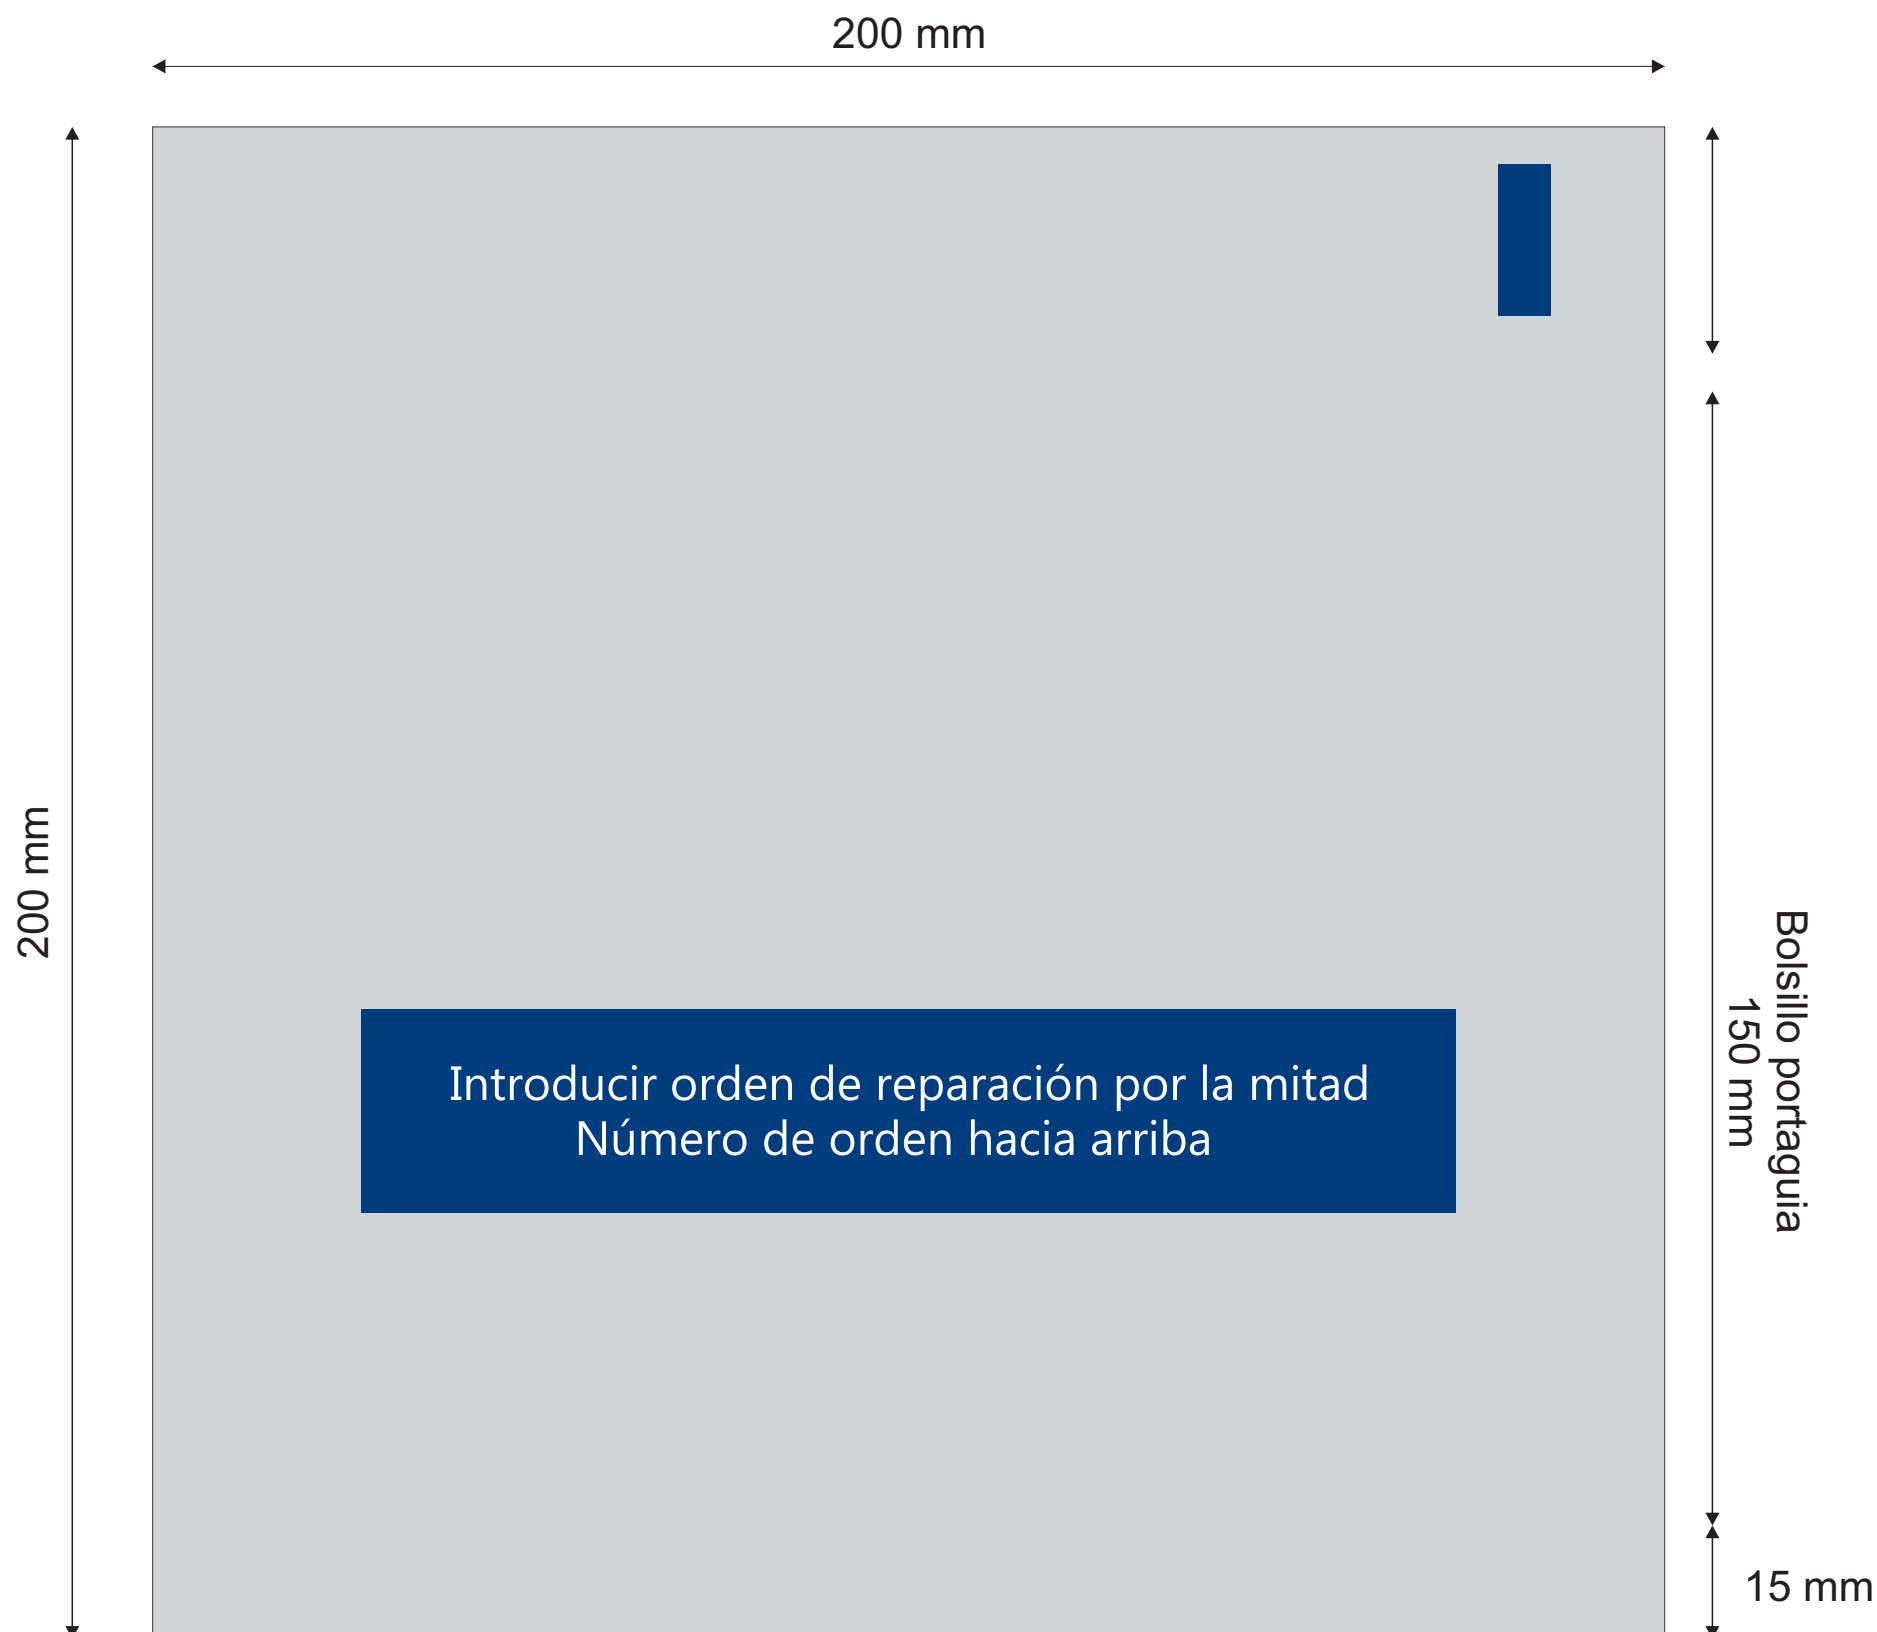 200 mm
200 mm
Introducir orden de reparación por la mitad
Número de orden hacia arriba
Bolsillo portaguia
150 mm
15 mm